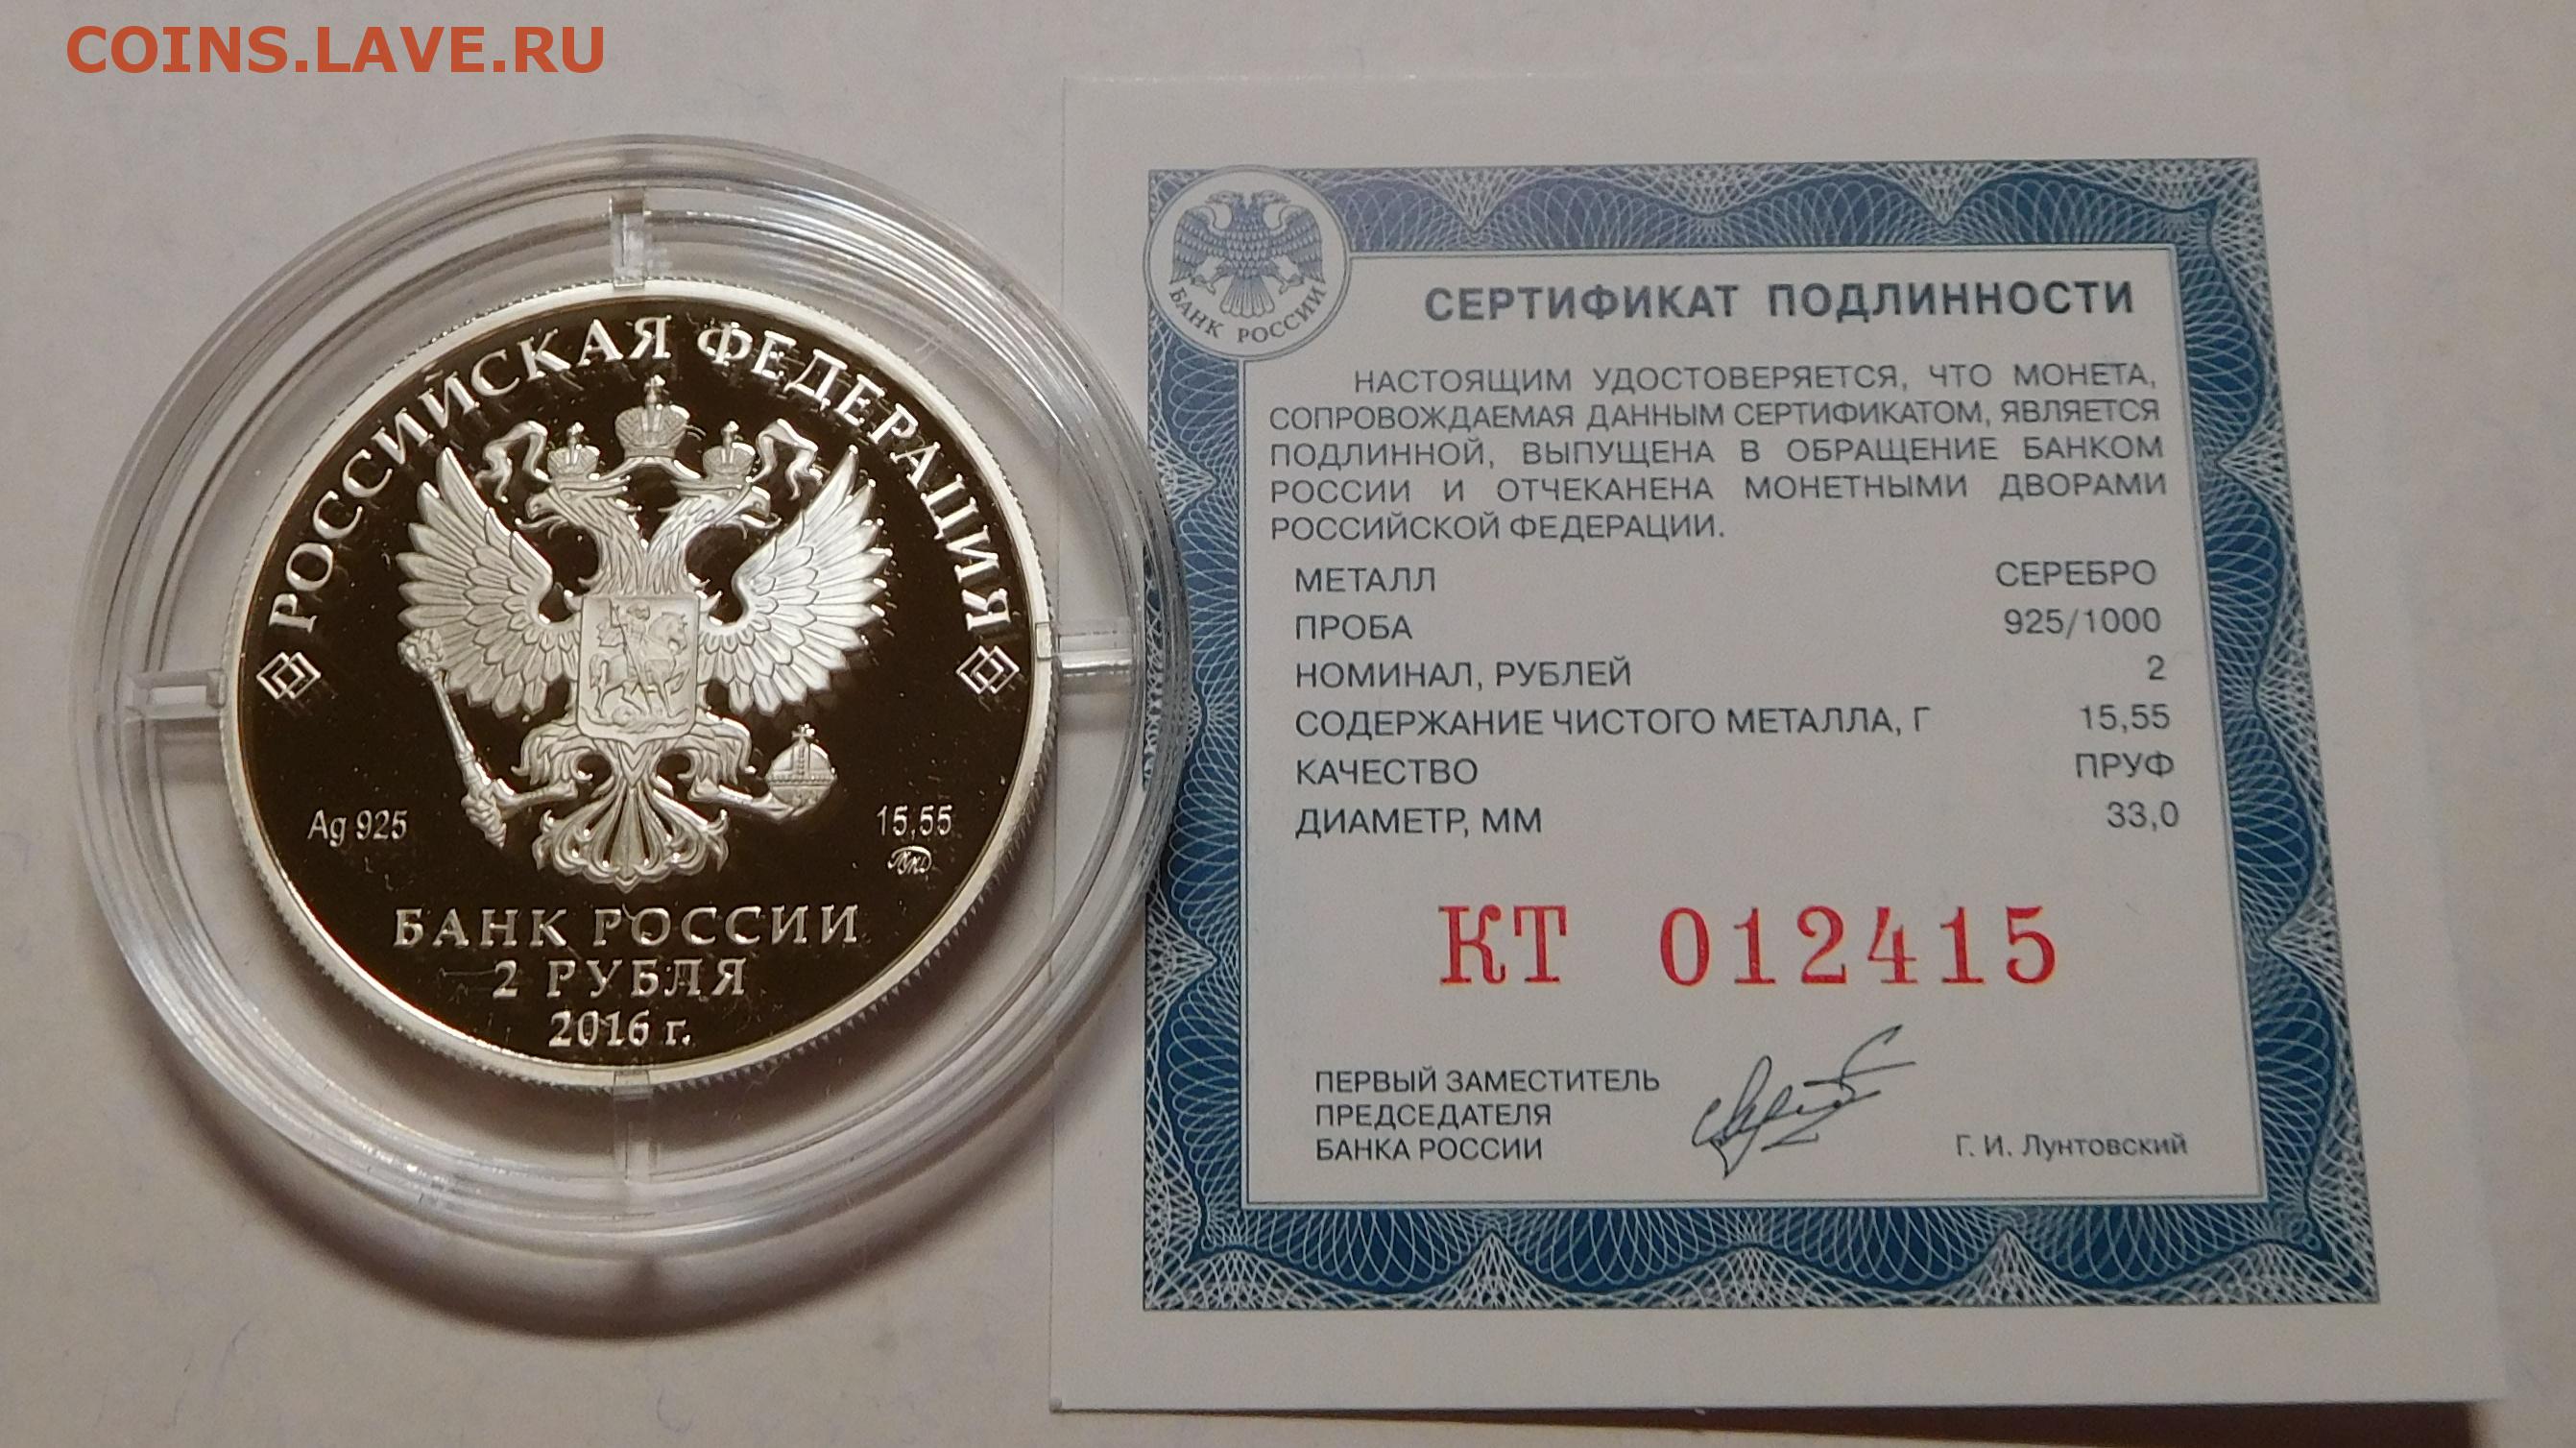 COINS.LAVE.RU
РОССИЙСКАЯ ФЕДЕРАЦИЯ
Ag 925
15,55
ММД
БАНК РОССИИ
2 РУБЛЯ
2016 г.
БАНК РОССИИ
СЕРТИФИКАТ ПОДЛИННОСТИ
НАСТОЯЩИМ УДОСТОВЕРЯЕТСЯ, ЧТО МОНЕТА,
СОПРОВОЖДАЕМАЯ ДАННЫМ СЕРТИФИКАТОМ, ЯВЛЯЕТСЯ
ПОДЛИННОЙ, ВЫПУЩЕНА В ОБРАЩЕНИЕ БАНКОМ
РОССИИ И ОТЧЕКАНЕНА МОНЕТНЫМИ ДВОРАМИ
РОССИЙСКОЙ ФЕДЕРАЦИИ.
МЕТАЛЛ СЕРЕБРО
ПРОБА 925/1000
НОМИНАЛ, РУБЛЕЙ 2
СОДЕРЖАНИЕ ЧИСТОГО МЕТАЛЛА, Г 15,55
КАЧЕСТВО ПРУФ
ДИАМЕТР, ММ 33,0
КТ 012415
ПЕРВЫЙ ЗАМЕСТИТЕЛЬ
ПРЕДСЕДАТЕЛЯ
БАНКА РОССИИ
Г. И. Лунтовский